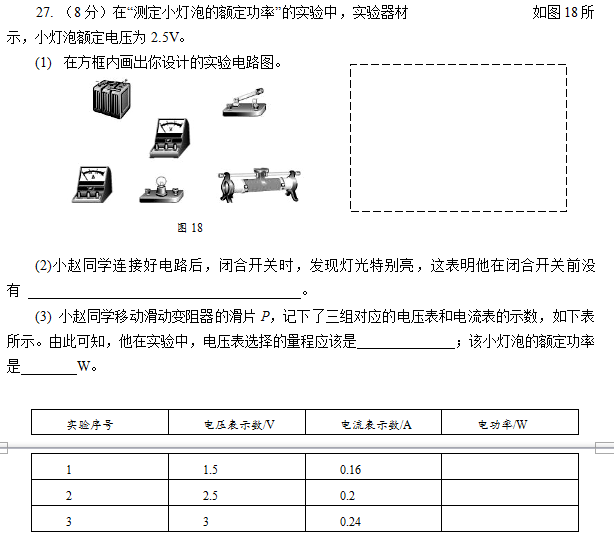 27. （8 分）在“测定小灯泡的额定功率”的实验中，实验器材 如图 18 所
示，小灯泡额定电压为 2.5V。
(1) 在方框内画出你设计的实验电路图。
图 18
(2)小赵同学连接好电路后，闭合开关时，发现灯光特别亮，这表明他在闭合开关前没
有 ______________________________________。
(3) 小赵同学移动滑动变阻器的滑片 P，记下了三组对应的电压表和电流表的示数，如下表
所示。由此可知，他在实验中，电压表选择的量程应该是______________；该小灯泡的额定功率
是________W。
实验序号 电压表示数/V 电流表示数/A 电功率/W
1 1.5 0.16
2 2.5 0.2
3 3 0.24